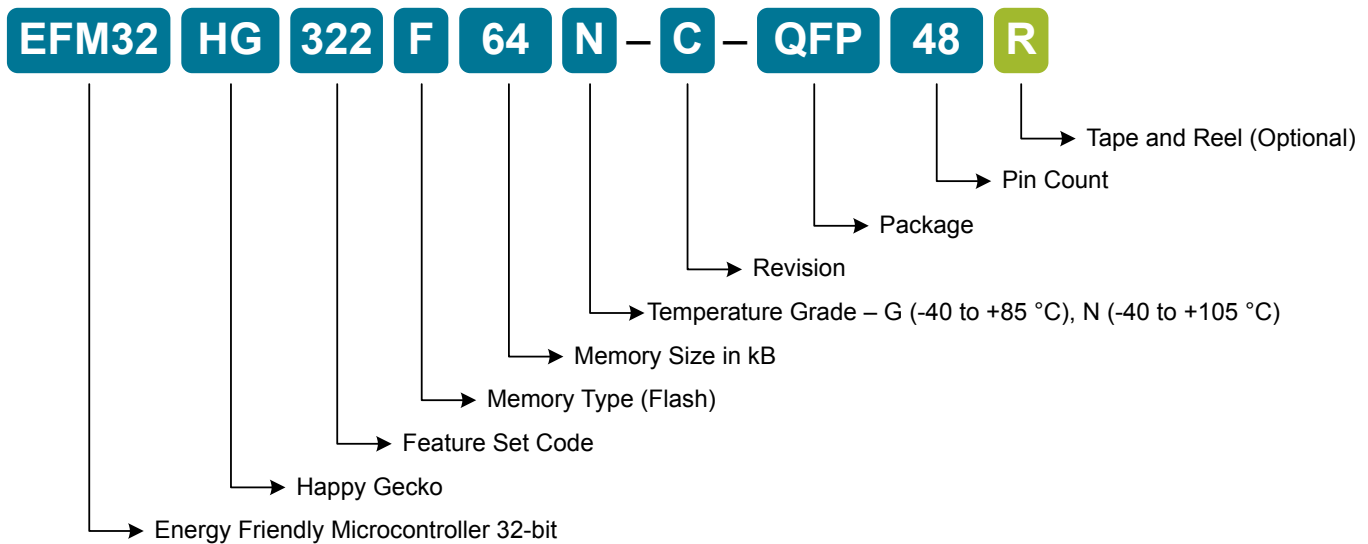 EFM32 HG 322 F 64 N – C – QFP 48 R
Tape and Reel (Optional)
Pin Count
Package
Revision
Temperature Grade – G (-40 to +85 °C), N (-40 to +105 °C)
Memory Size in kB
Memory Type (Flash)
Feature Set Code
Happy Gecko
Energy Friendly Microcontroller 32-bit